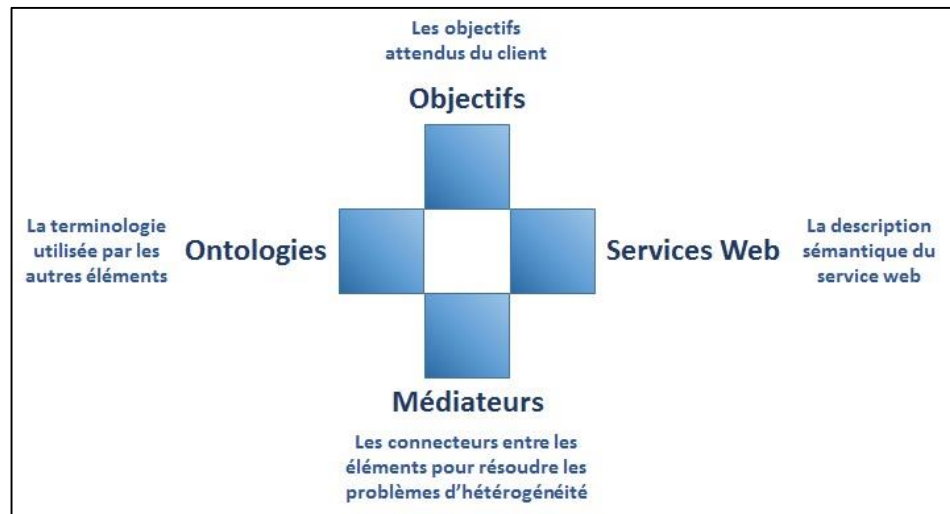 Les objectifs
attendus du client
Objectifs
La terminologie
utilisée par les
autres éléments
Ontologies
Services Web
La description
sémantique du
service web
Médiateurs
Les connecteurs entre les
éléments pour résoudre les
problèmes d’hétérogénéité